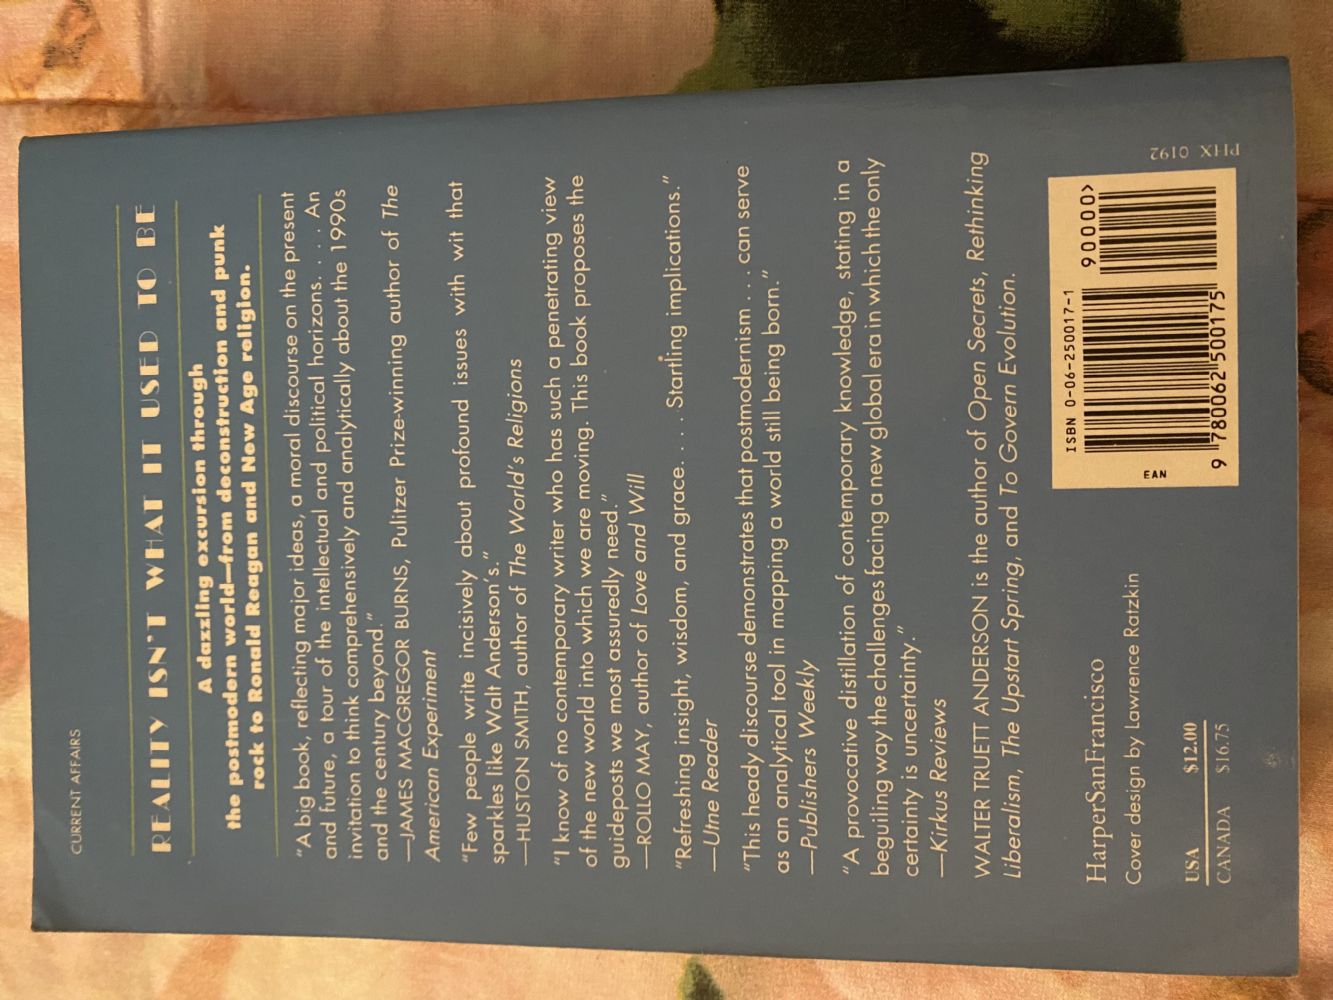 CURRENT AFFAIRS
REALITY ISN'T WHAT IT USED TO BE
A dazzling excursion through
the postmodern world—from deconstruction and punk
rock to Ronald Reagan and New Age religion.
"A big book, reflecting major ideas, a moral discourse on the present
and future, a tour of the intellectual and political horizons. . . . An
invitation to think comprehensively and analytically about the 1990s
and the century beyond."
—JAMES MACGREGOR BURNS, Pulitzer Prize-winning author of The
American Experiment
"Few people write incisively about profound issues with wit that
sparkles like Walt Anderson's."
—HUSTON SMITH, author of The World's Religions
"I know of no contemporary writer who has such a penetrating view
of the new world into which we are moving. This book proposes the
guideposts we most assuredly need."
—ROLLO MAY, author of Love and Will
"Refreshing insight, wisdom, and grace. . . . Startling implications."
—Utne Reader
"This heady discourse demonstrates that postmodernism . . . can serve
as an analytical tool in mapping a world still being born."
—Publishers Weekly
"A provocative distillation of contemporary knowledge, stating in a
beguiling way the challenges facing a new global era in which the only
certainty is uncertainty."
—Kirkus Reviews
WALTER TRUETT ANDERSON is the author of Open Secrets, Rethinking
Liberalism, The Upstart Spring, and To Govern Evolution.
HarperSanFrancisco
Cover design by Lawrence Ratzkin
USA $12.00
CANADA $16.75
ISBN 0-06-250017-1
90000>
EAN
9 780062 500175
PHX 0192